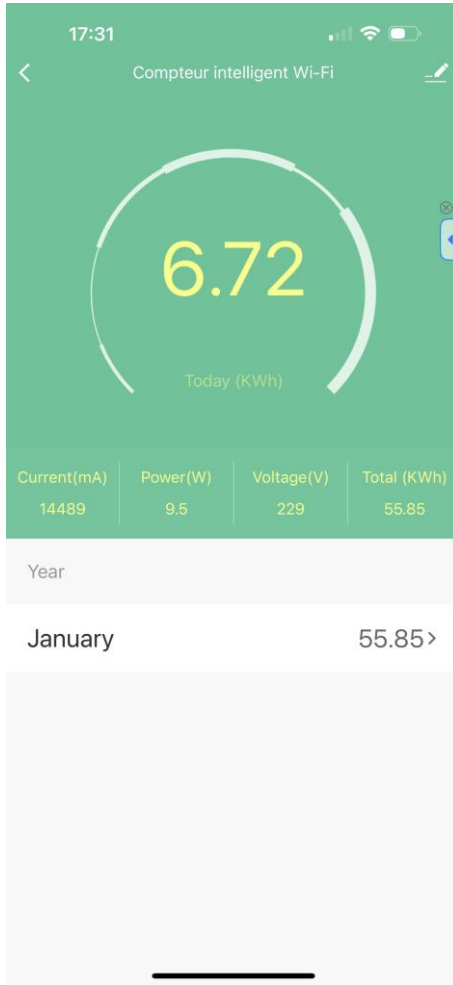 17:31
Compteur intelligent Wi-Fi
6.72
Today (KWh)
Current(mA) Power(W) Voltage(V) Total (KWh)
14489 9.5 229 55.85
Year
January 55.85